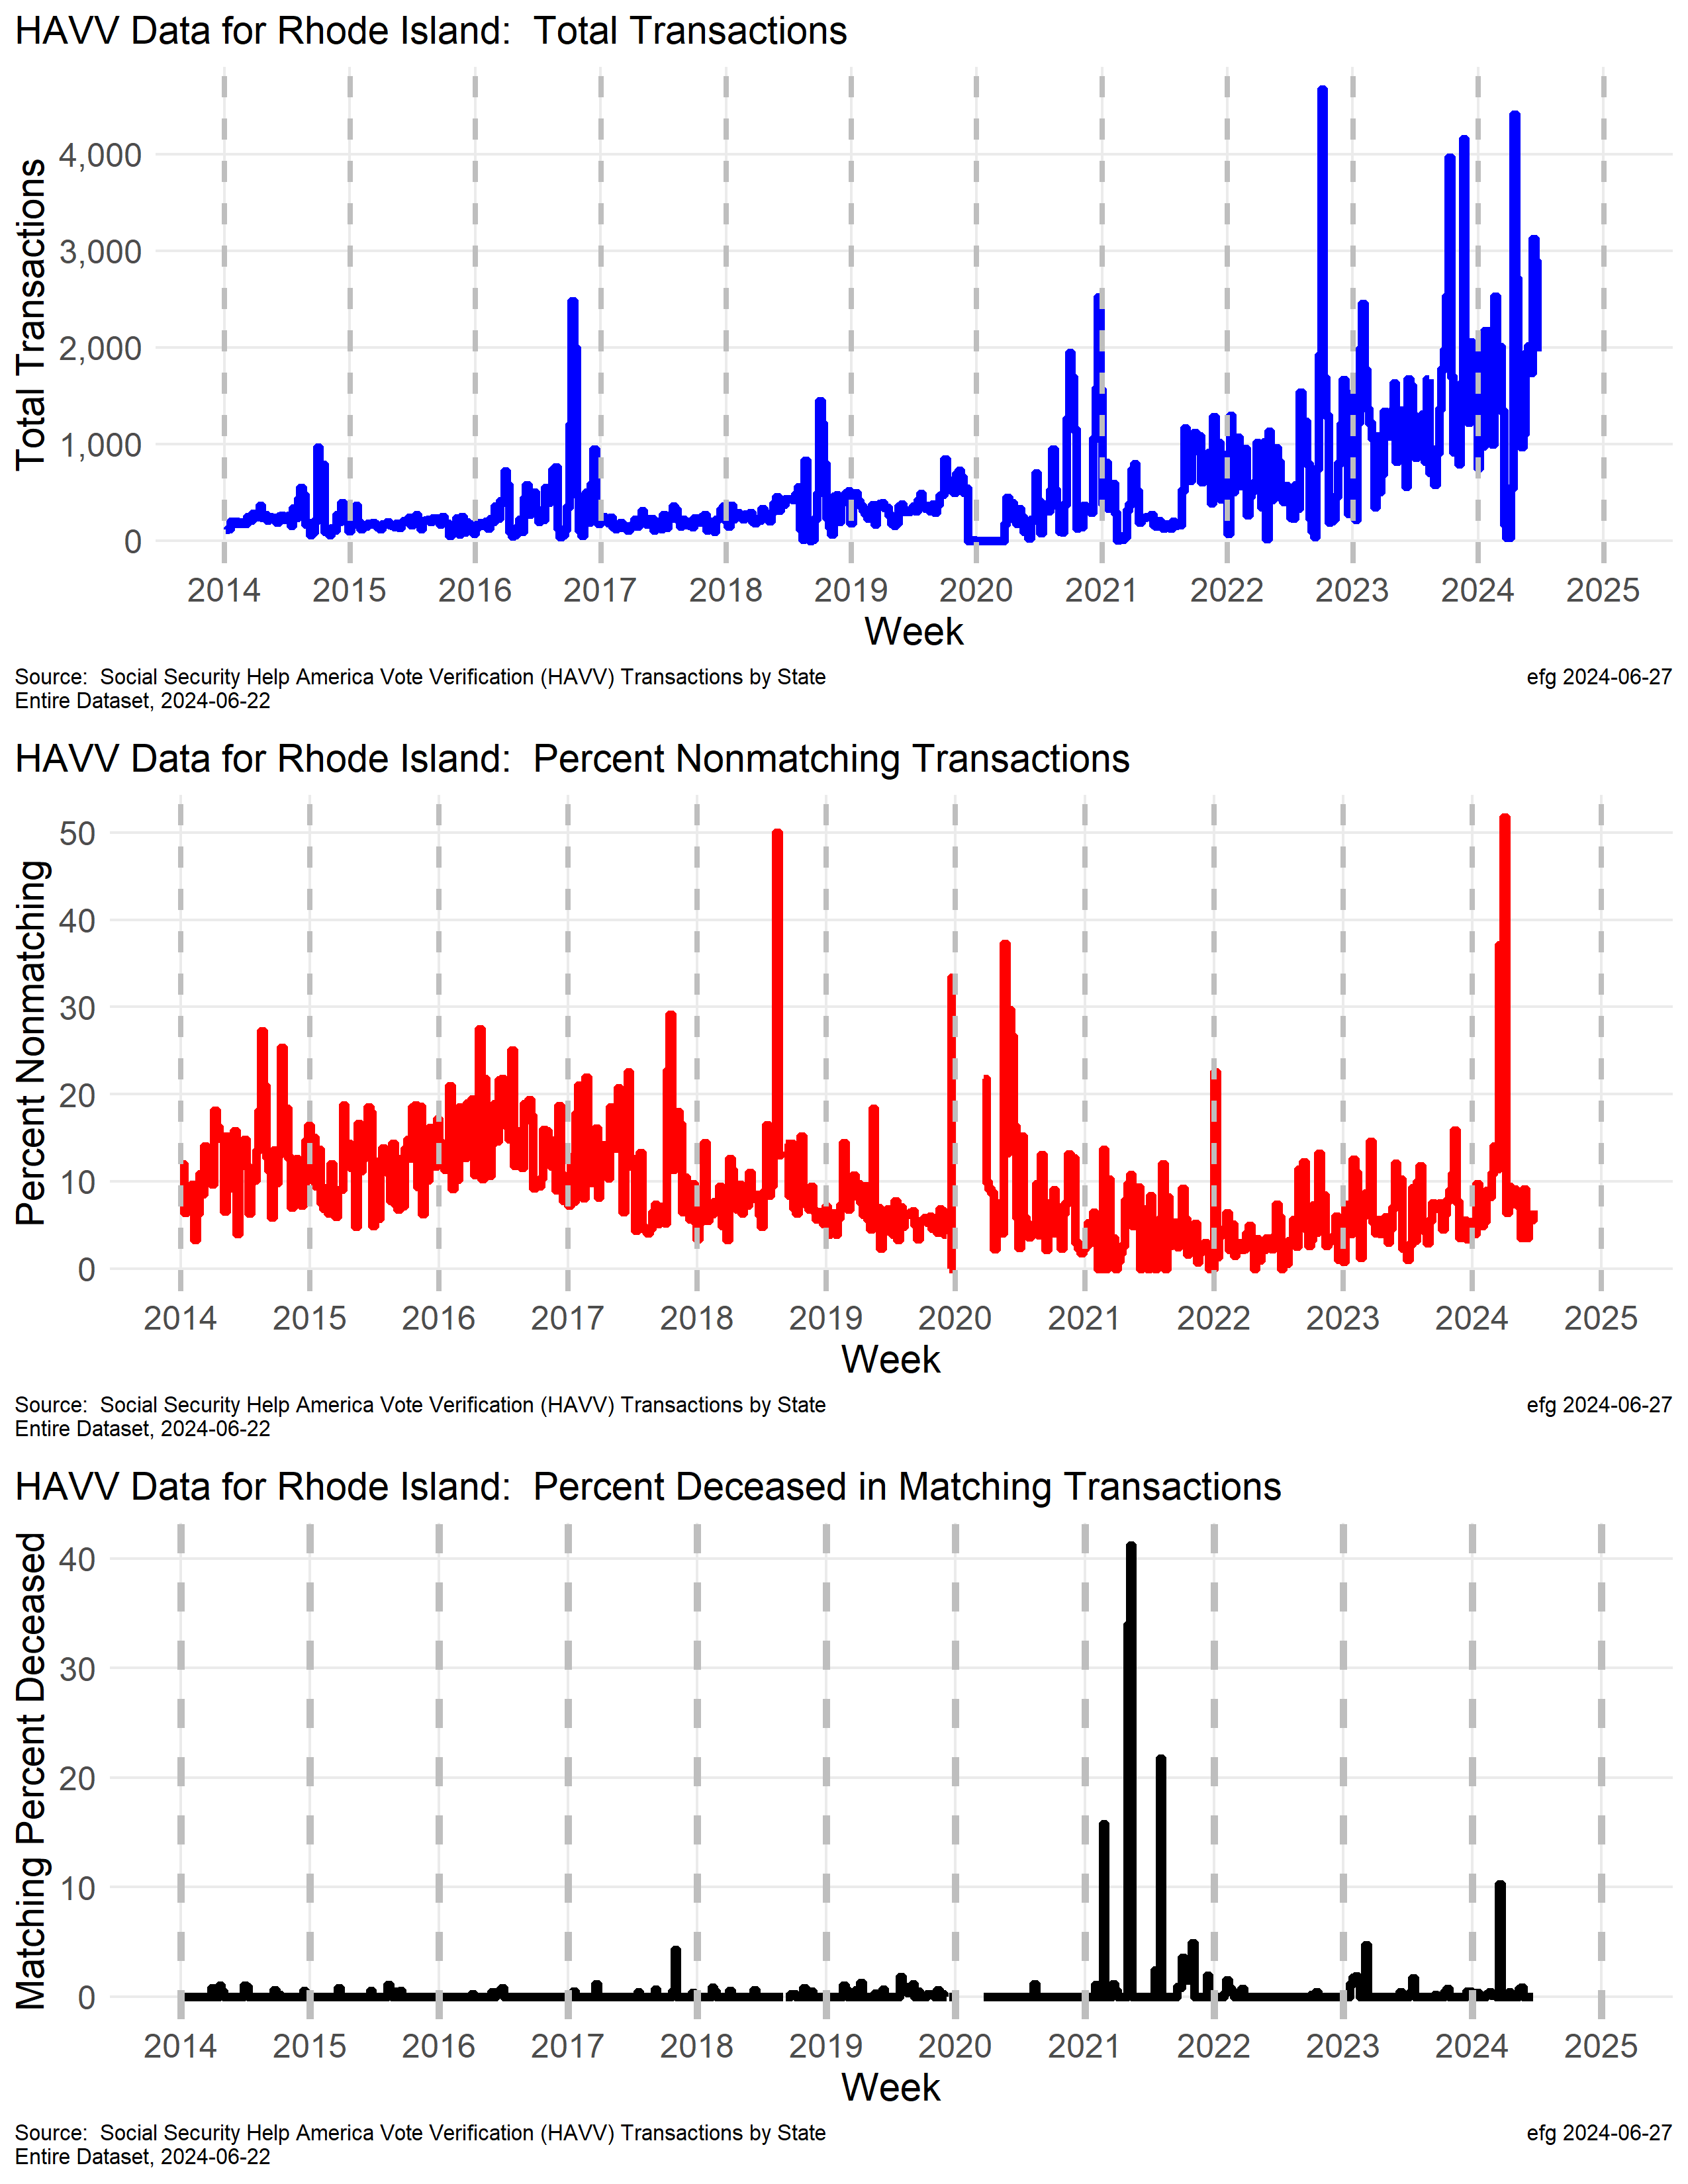 HAVV Data for Rhode Island:  Total Transactions
Total Transactions
4,000
3,000
2,000
1,000
0
2014 2015 2016 2017 2018 2019 2020 2021 2022 2023 2024 2025
Week
Source:  Social Security Help America Vote Verification (HAVV) Transactions by State
Entire Dataset, 2024-06-22
efg 2024-06-27
HAVV Data for Rhode Island:  Percent Nonmatching Transactions
Percent Nonmatching
50
40
30
20
10
0
2014 2015 2016 2017 2018 2019 2020 2021 2022 2023 2024 2025
Week
Source:  Social Security Help America Vote Verification (HAVV) Transactions by State
Entire Dataset, 2024-06-22
efg 2024-06-27
HAVV Data for Rhode Island:  Percent Deceased in Matching Transactions
Matching Percent Deceased
40
30
20
10
0
2014 2015 2016 2017 2018 2019 2020 2021 2022 2023 2024 2025
Week
Source:  Social Security Help America Vote Verification (HAVV) Transactions by State
Entire Dataset, 2024-06-22
efg 2024-06-27